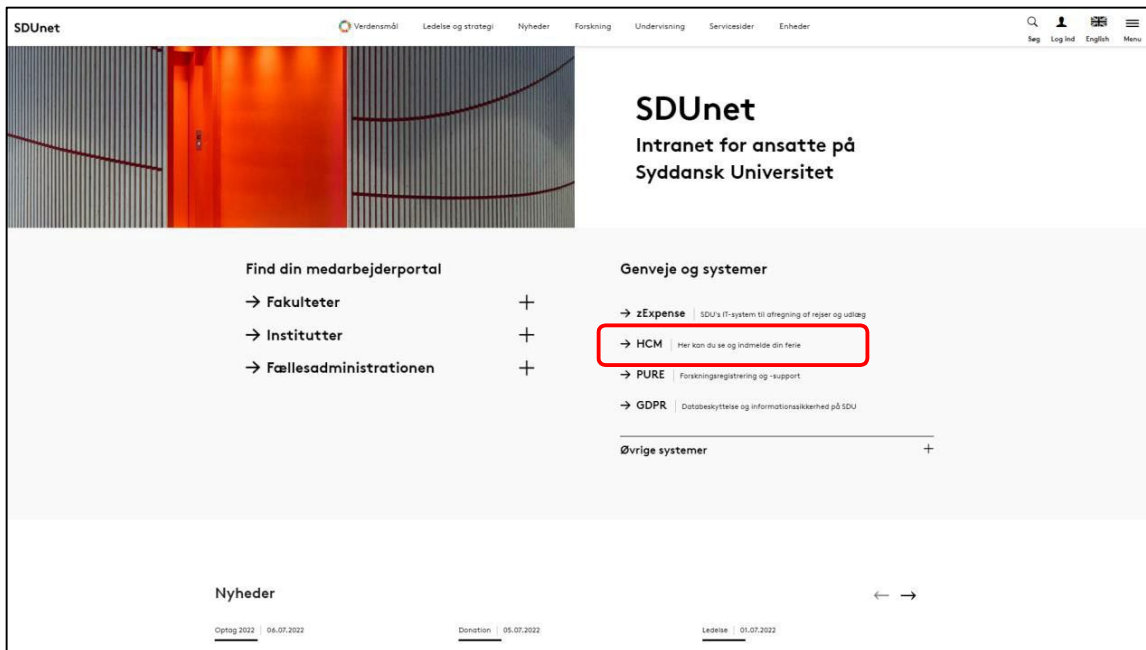 SDUnet
Verdensmål Ledelse og strategi Nyheder Forskning Undervisning Servicesider Enheder
Søg Log ind English Menu
SDUnet
Intranet for ansatte på
Syddansk Universitet
Find din medarbejderportal
→ Fakulteter +
→ Institutter +
→ Fællesadministrationen +
Genveje og systemer
→ zExpense | SDU's IT-system til afregning af rejser og udlæg
→ HCM | Her kan du se og indmelde din ferie
→ PURE | Forskningsregistrering og -support
→ GDPR | Databeskyttelse og informationssikkerhed på SDU
Øvrige systemer +
Nyheder ← →
Optag 2022 | 06.07.2022
Donation | 05.07.2022
Ledelse | 01.07.2022